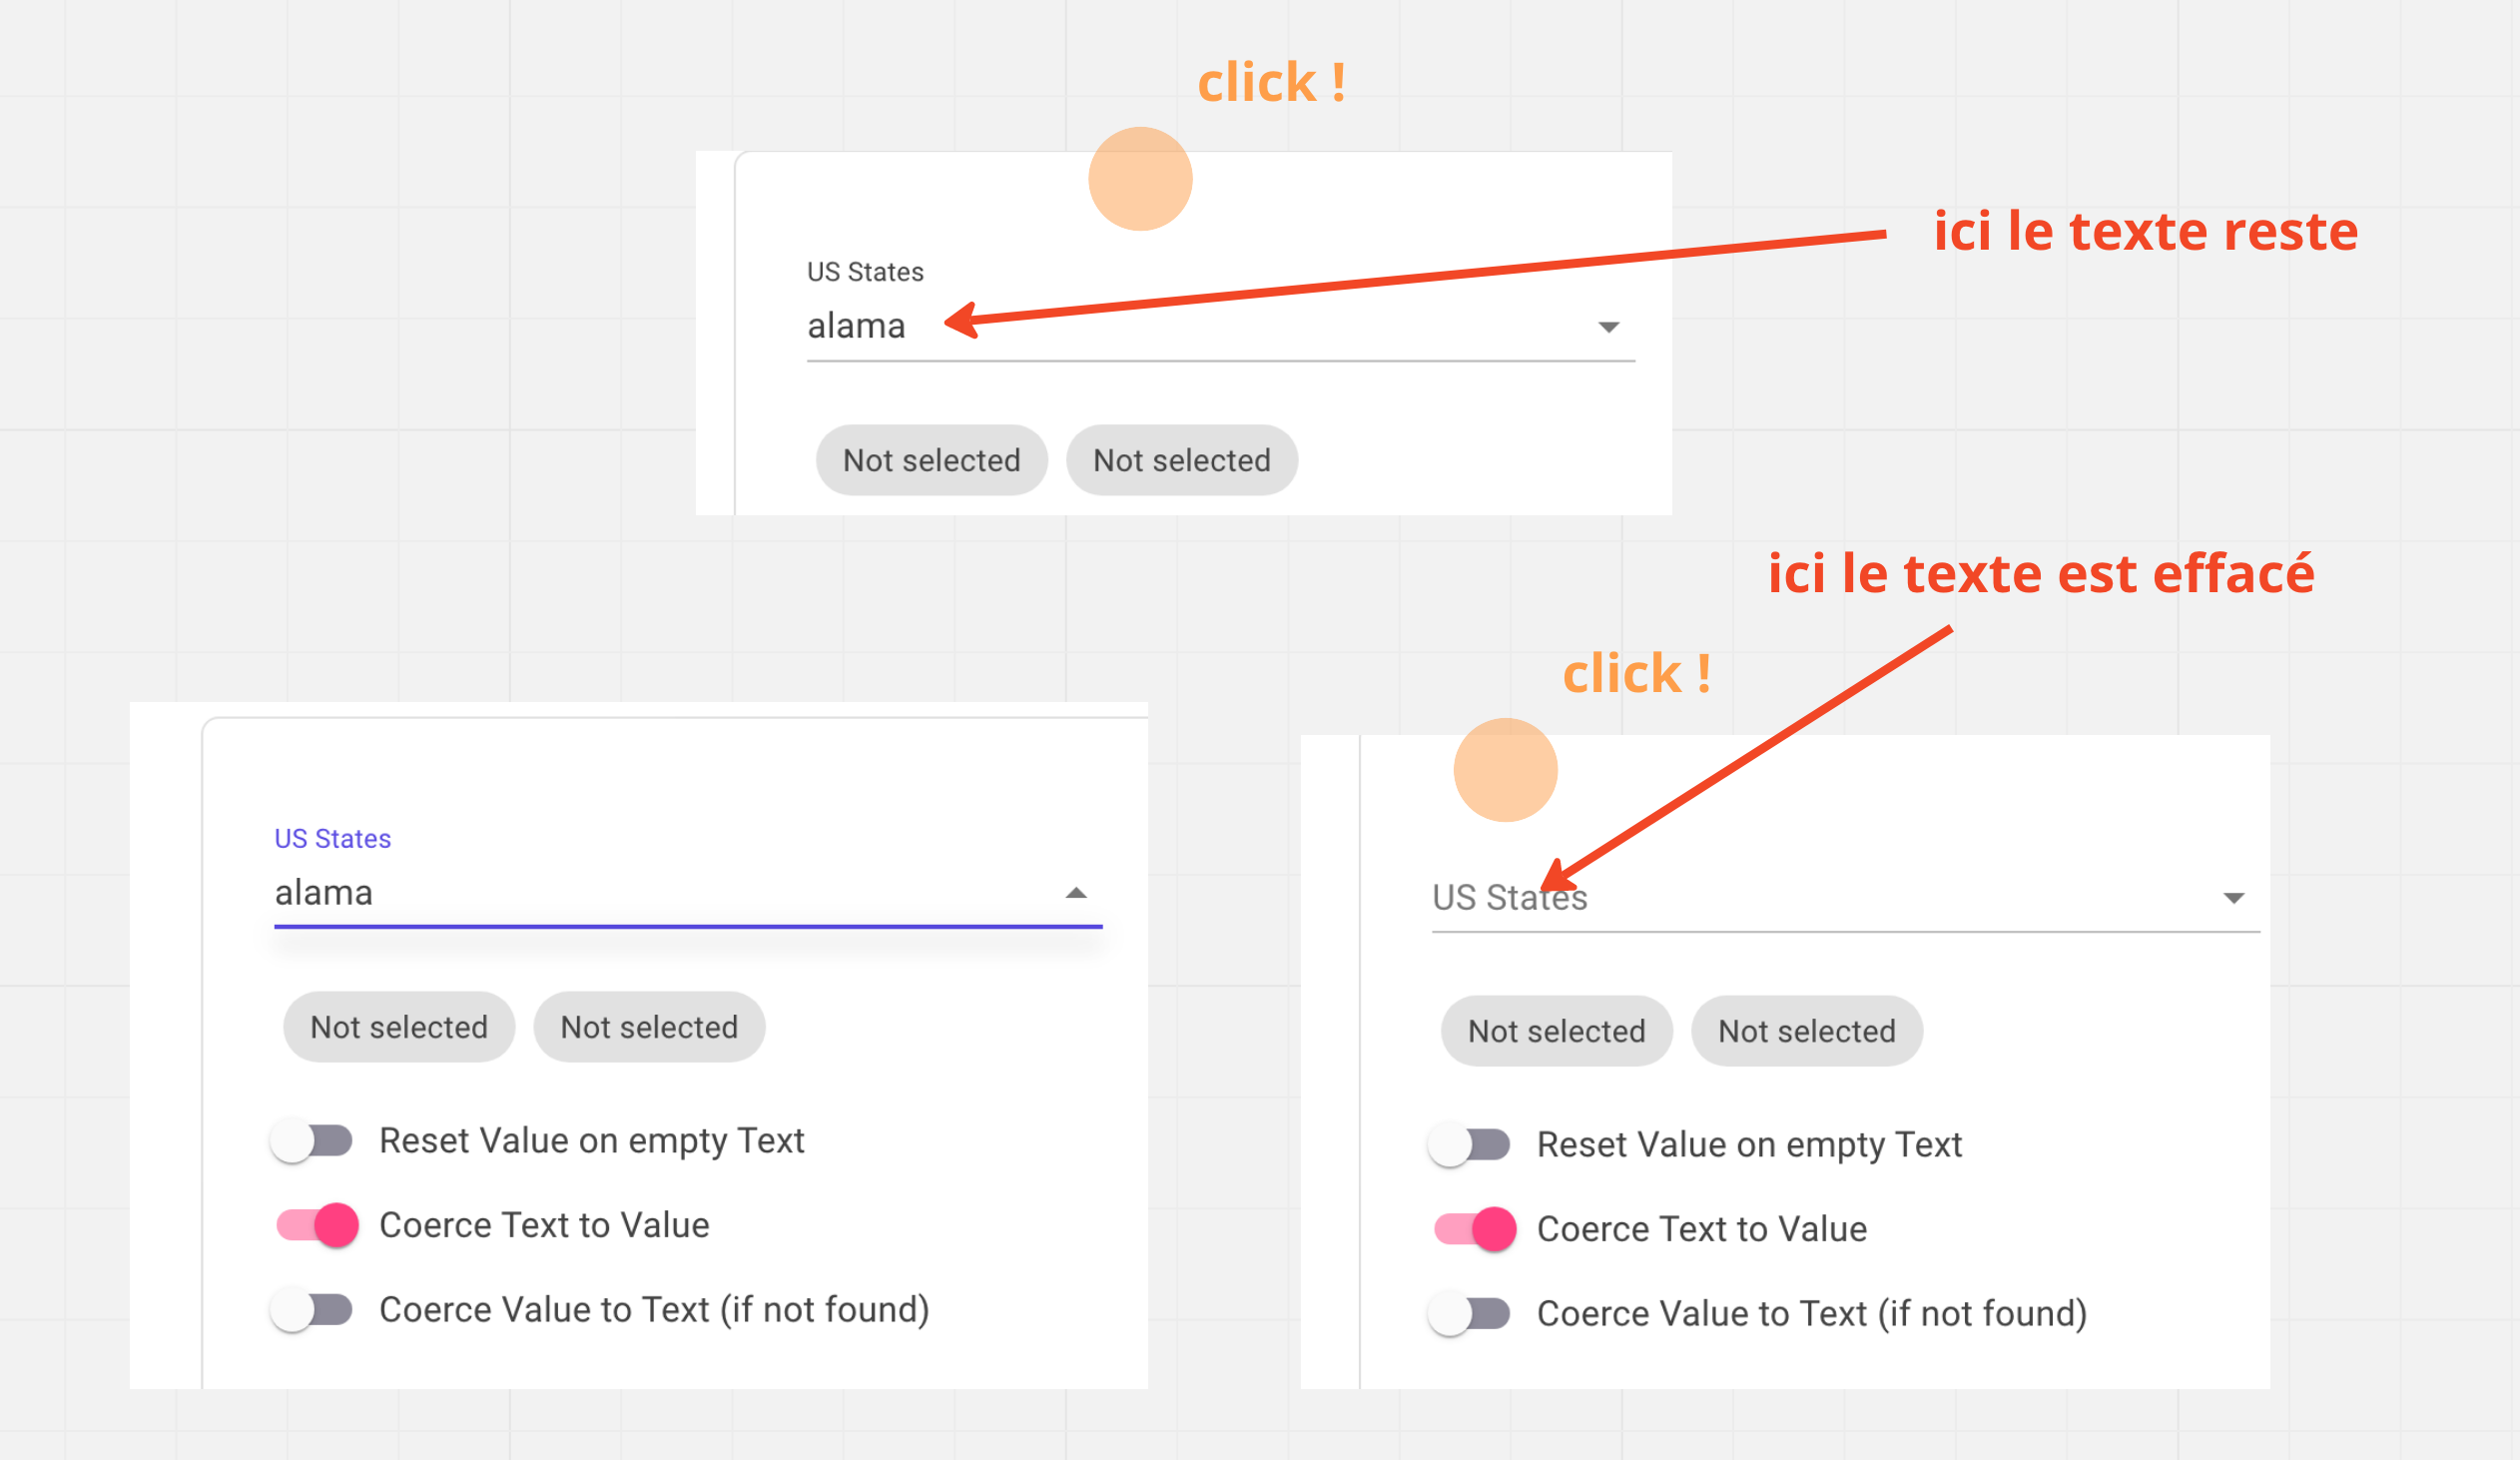 click !
ici le texte reste
US States
alama
Not selected Not selected
ici le texte est effacé
click !
US States
alama
Not selected Not selected
Reset Value on empty Text
Coerce Text to Value
Coerce Value to Text (if not found)
US States
Not selected Not selected
Reset Value on empty Text
Coerce Text to Value
Coerce Value to Text (if not found)